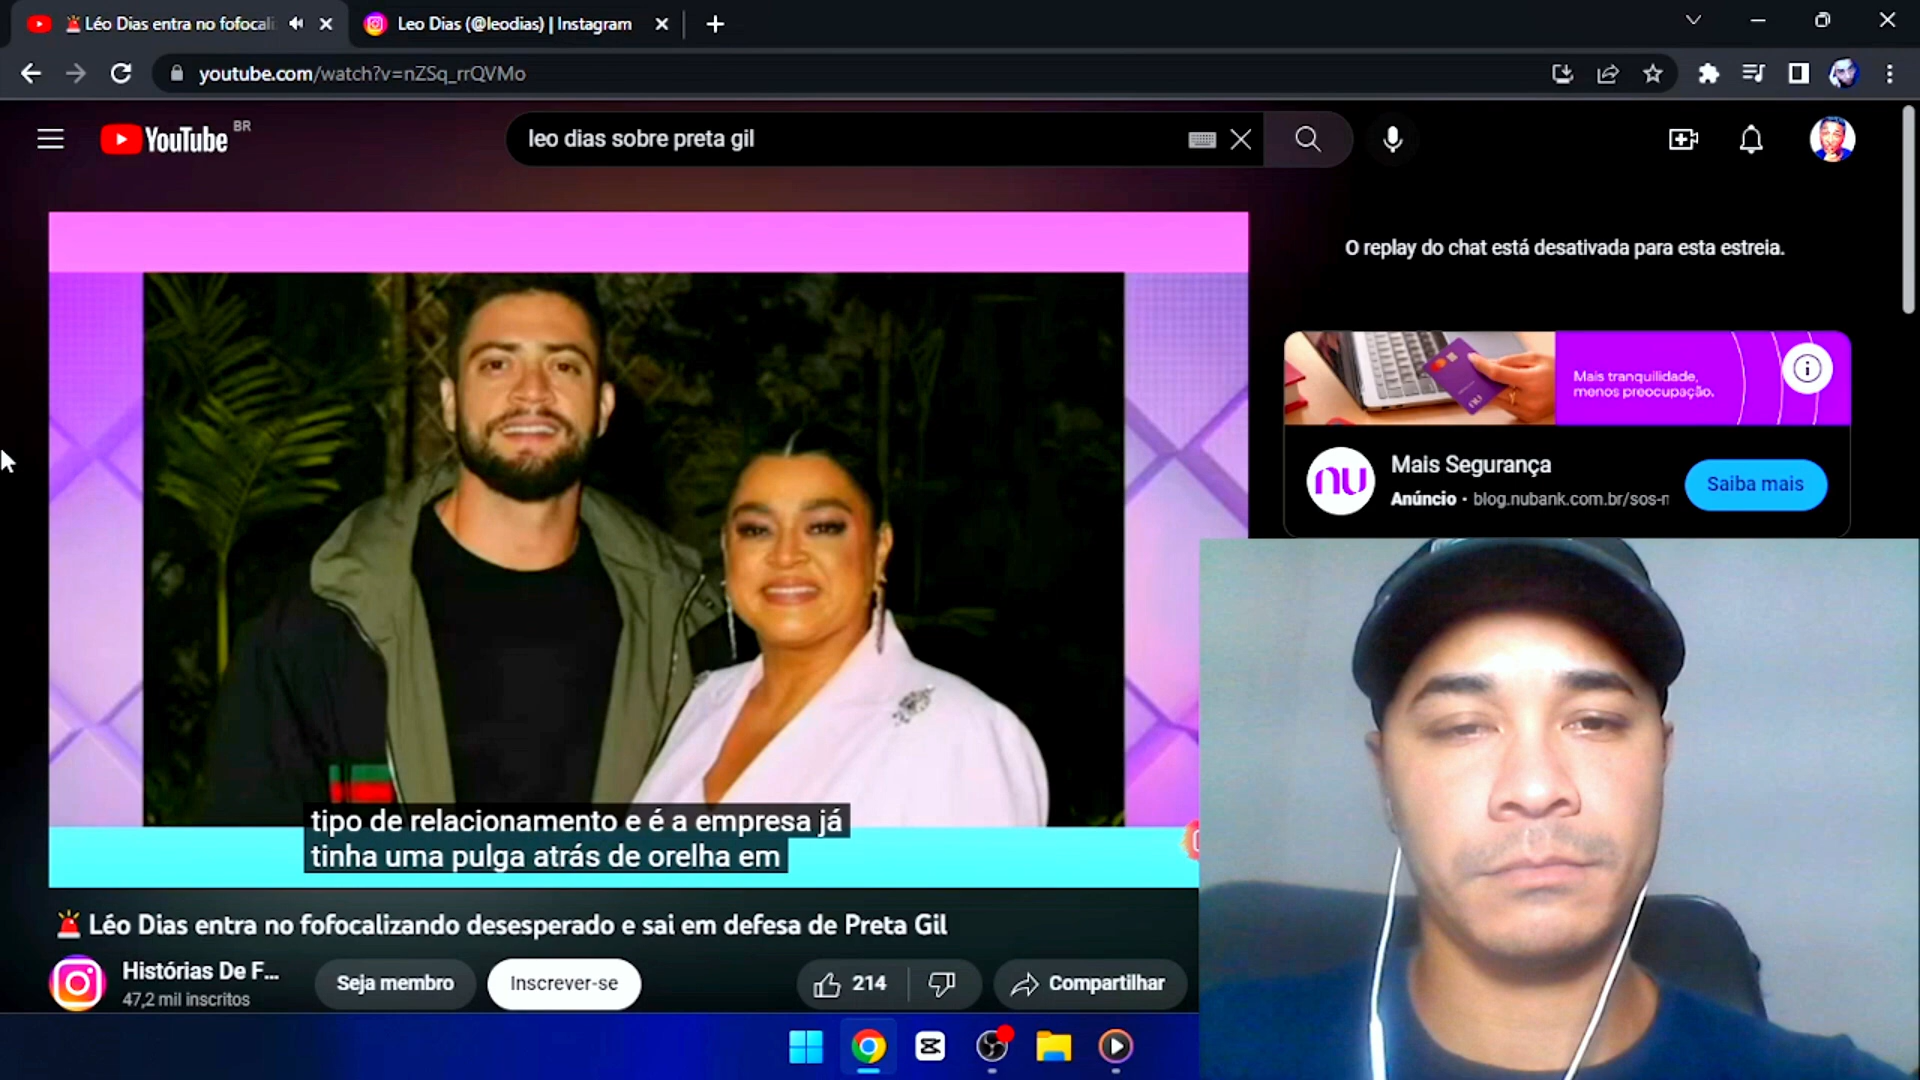 Léo Dias entra no fofocali
Leo Dias (@leodias) | Instagram
youtube.com/watch?v=nZSq_rrQVMo
YouTube BR
leo dias sobre preta gil
O replay do chat está desativada para esta estreia.
Mais tranquilidade,
menos preocupação.
nu
nu
Mais Segurança
Anúncio · blog.nubank.com.br/sos-n
Saiba mais
tipo de relacionamento e é a empresa já
tinha uma pulga atrás de orelha em
Léo Dias entra no fofocalizando desesperado e sai em defesa de Preta Gil
Histórias De F...
47,2 mil inscritos
Seja membro
Inscrever-se
214
Compartilhar